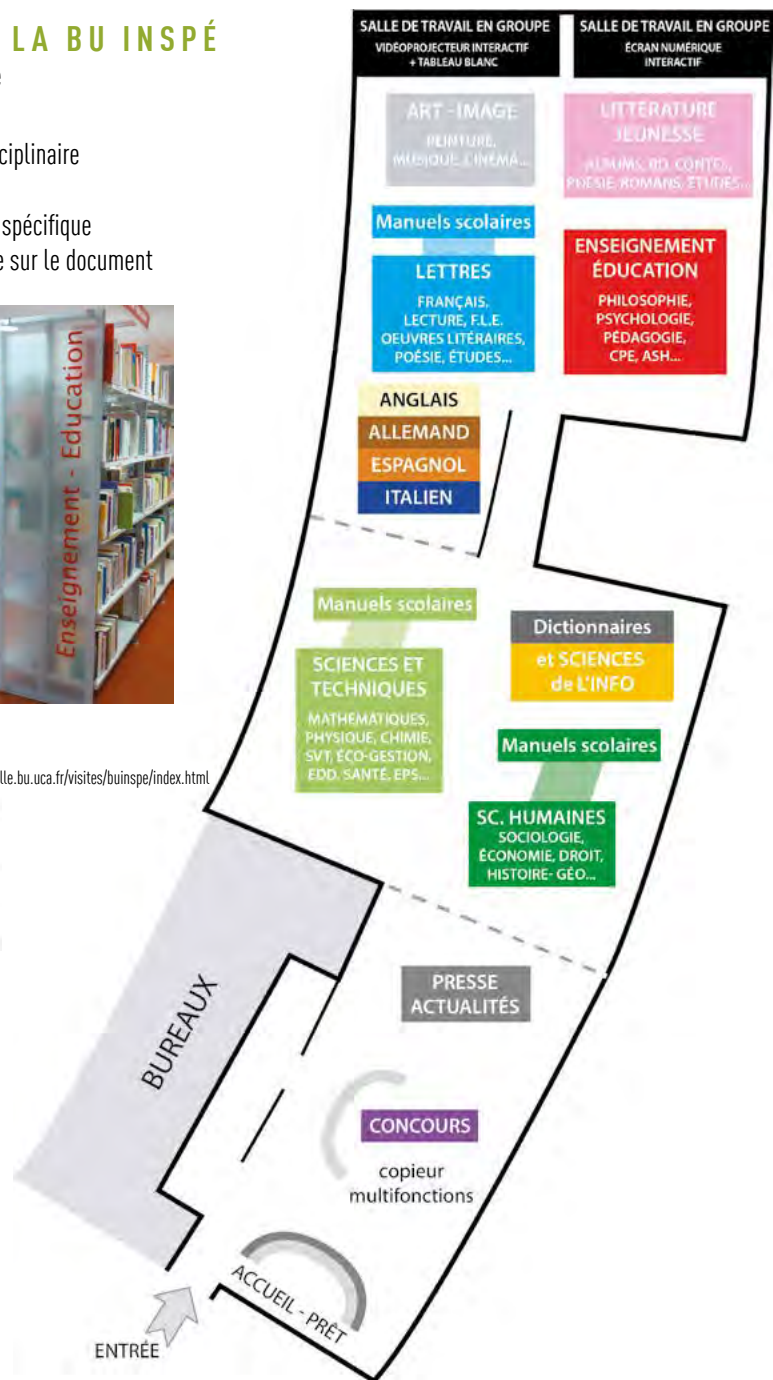 LA BU INSPÉ
ciplinaire
spécifique
e sur le document
Enseignement - Education
lle.bu.uca.fr/visites/buinspe/index.html
SALLE DE TRAVAIL EN GROUPE
VIDÉOPROJECTEUR INTERACTIF
+ TABLEAU BLANC
SALLE DE TRAVAIL EN GROUPE
ÉCRAN NUMÉRIQUE
INTERACTIF
ART - IMAGE
PEINTURE,
MUSIQUE, CINÉMA...
LITTÉRATURE
JEUNESSE
ALBUMS, BD, CONTES,
POÉSIE, ROMANS, ÉTUDES...
Manuels scolaires
LETTRES
FRANÇAIS,
LECTURE, F.L.E.
OEUVRES LITÉRAIRES,
POÉSIE, ÉTUDES...
ENSEIGNEMENT
ÉDUCATION
PHILOSOPHIE,
PSYCHOLOGIE,
PÉDAGOGIE,
CPE, ASH...
ANGLAIS
ALLEMAND
ESPAGNOL
ITALIEN
Manuels scolaires
SCIENCES ET
TECHNIQUES
MATHÉMATIQUES,
PHYSIQUE, CHIMIE,
SVT, ÉCO-GESTION,
EDD, SANTÉ, EPS...
Dictionnaires
et SCIENCES
de L'INFO
Manuels scolaires
SC. HUMAINES
SOCIOLOGIE,
ÉCONOMIE, DROIT,
HISTOIRE- GÉO...
BUREAUX
PRESSE
ACTUALITÉS
CONCOURS
copieur
multifonctions
ACCUEIL - PRÊT
ENTRÉE